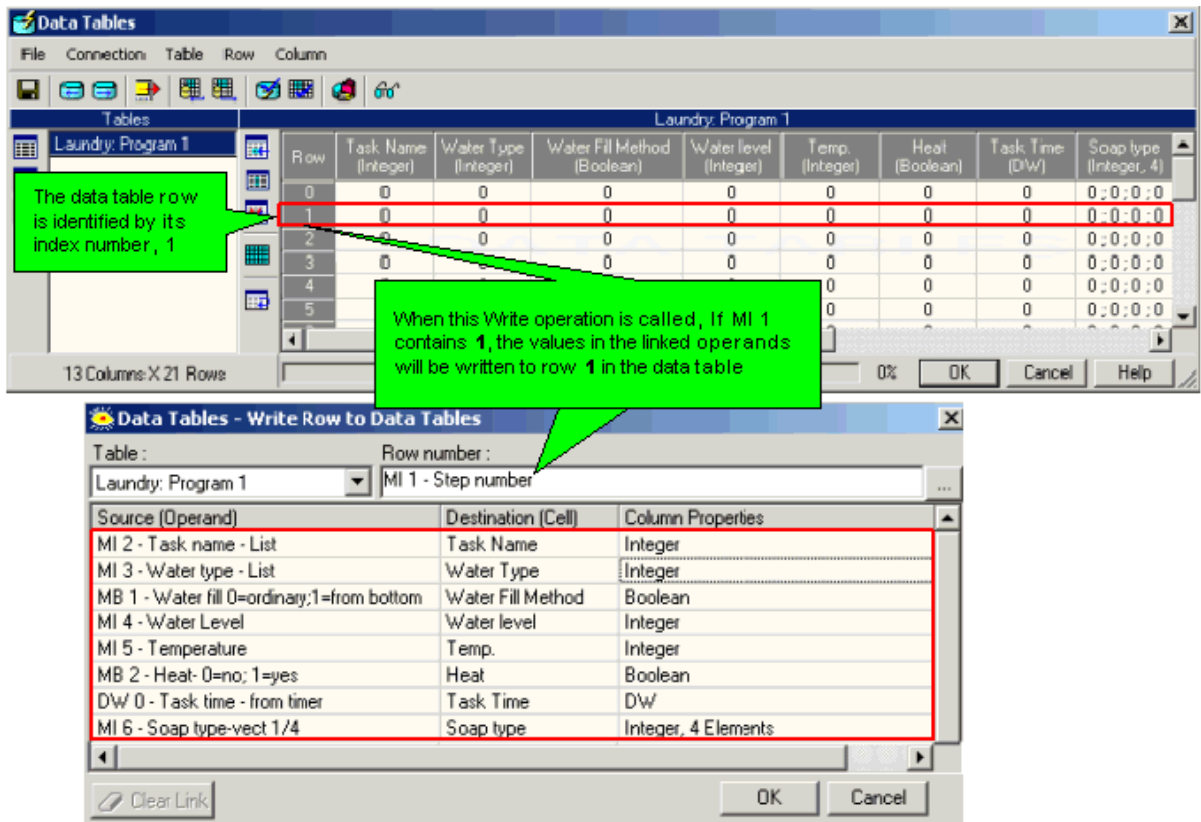 Data Tables
File Connection Table Row Column
Tables
Laundry: Program 1
Laundry: Program 1
Row
Task Name (Integer)
Water Type (Integer)
Water Fill Method (Boolean)
Water level (Integer)
Temp. (Integer)
Heat (Boolean)
Task Time (DW)
Soap type (Integer, 4)
0 0 0 0 0 0 0 0 0;0;0;0
1 0 0 0 0 0 0 0 0;0;0;0
2 0 0 0 0 0 0 0 0;0;0;0
3 0 0 0 0 0 0 0 0;0;0;0
4 0 0 0 0;0;0;0
5 0 0 0 0;0;0;0
The data table row
is identified by its
index number, 1
When this Write operation is called, If MI 1
contains 1, the values in the linked operands
will be written to row 1 in the data table
13 Columns X 21 Rows
0% OK Cancel Help
Data Tables - Write Row to Data Tables
Table : Row number :
Laundry: Program 1 MI 1 - Step number ...
Source (Operand) Destination (Cell) Column Properties
MI 2 - Task name - List Task Name Integer
MI 3 - Water type - List Water Type Integer
MB 1 - Water fill 0=ordinary;1=from bottom Water Fill Method Boolean
MI 4 - Water Level Water level Integer
MI 5 - Temperature Temp. Integer
MB 2 - Heat- 0=no; 1=yes Heat Boolean
DW 0 - Task time - from timer Task Time DW
MI 6 - Soap type-vect 1/4 Soap type Integer, 4 Elements
Clear Link OK Cancel